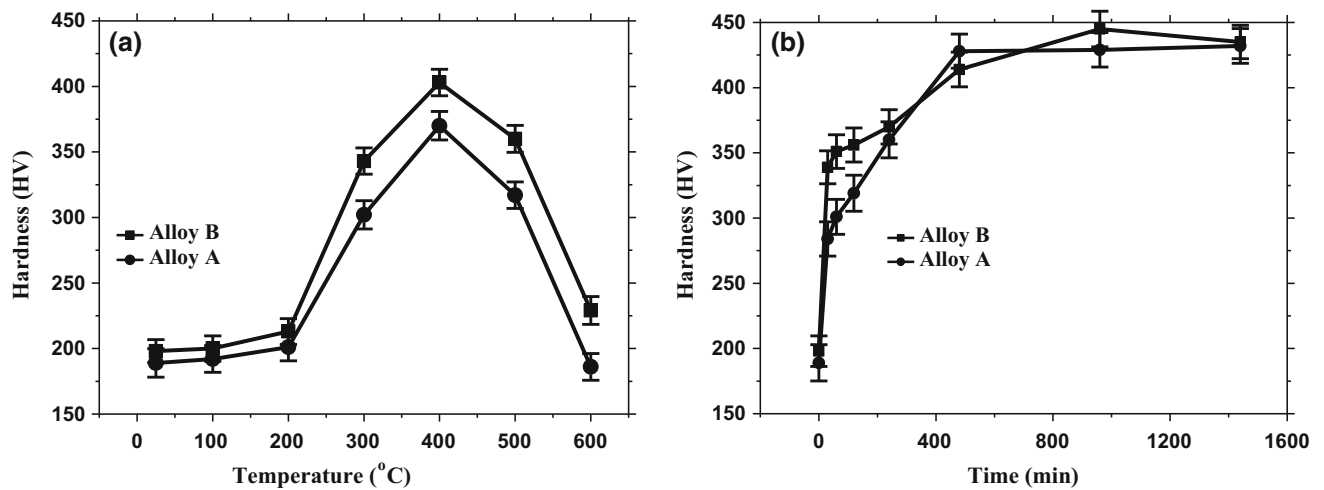 (a)
Hardness (HV)
450
400
350
300
250
200
150
Alloy B
Alloy A
0 100 200 300 400 500 600
Temperature (°C)
(b)
Hardness (HV)
450
400
350
300
250
200
150
Alloy B
Alloy A
0 400 800 1200 1600
Time (min)